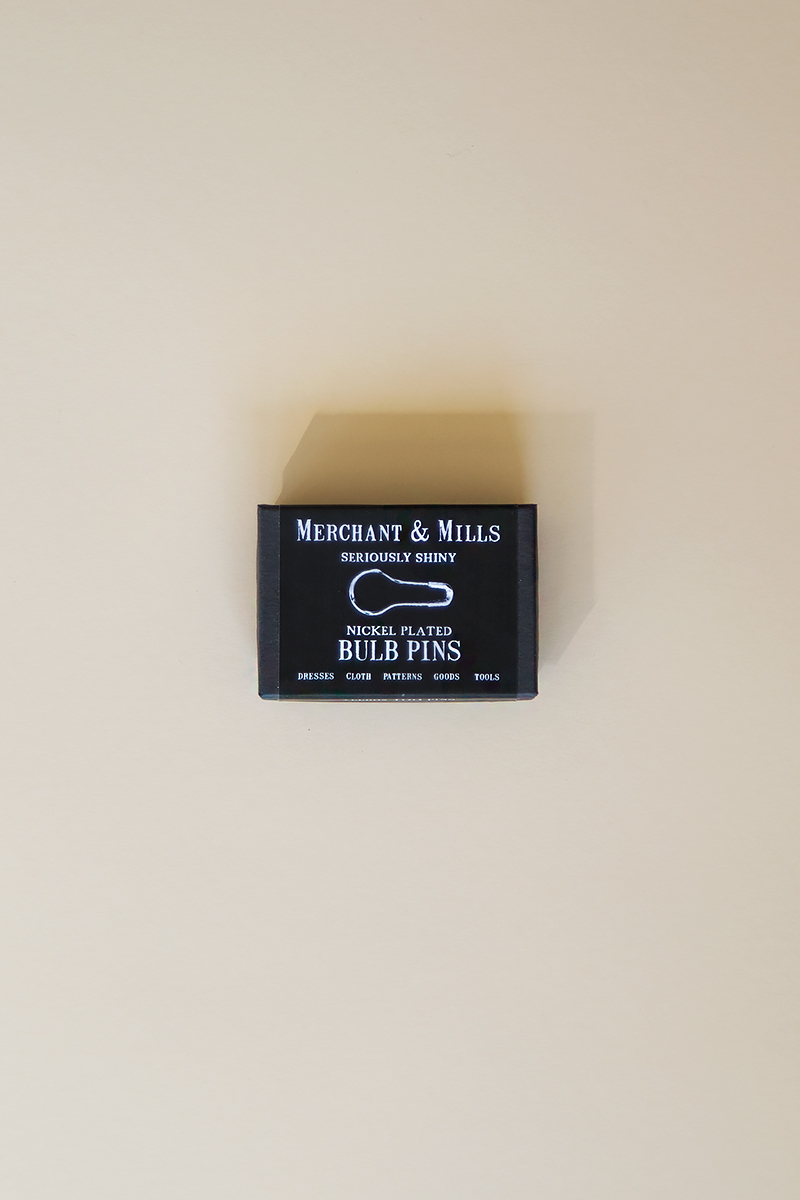 MERCHANT & MILLS
SERIOUSLY SHINY
NICKEL PLATED
BULB PINS
DRESSES CLOTH PATTERNS GOODS TOOLS